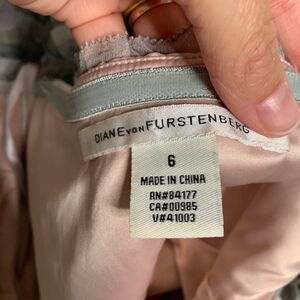 DIANE von FURSTENBERG
6
MADE IN CHINA
RN#84177
CA#00985
V#41003